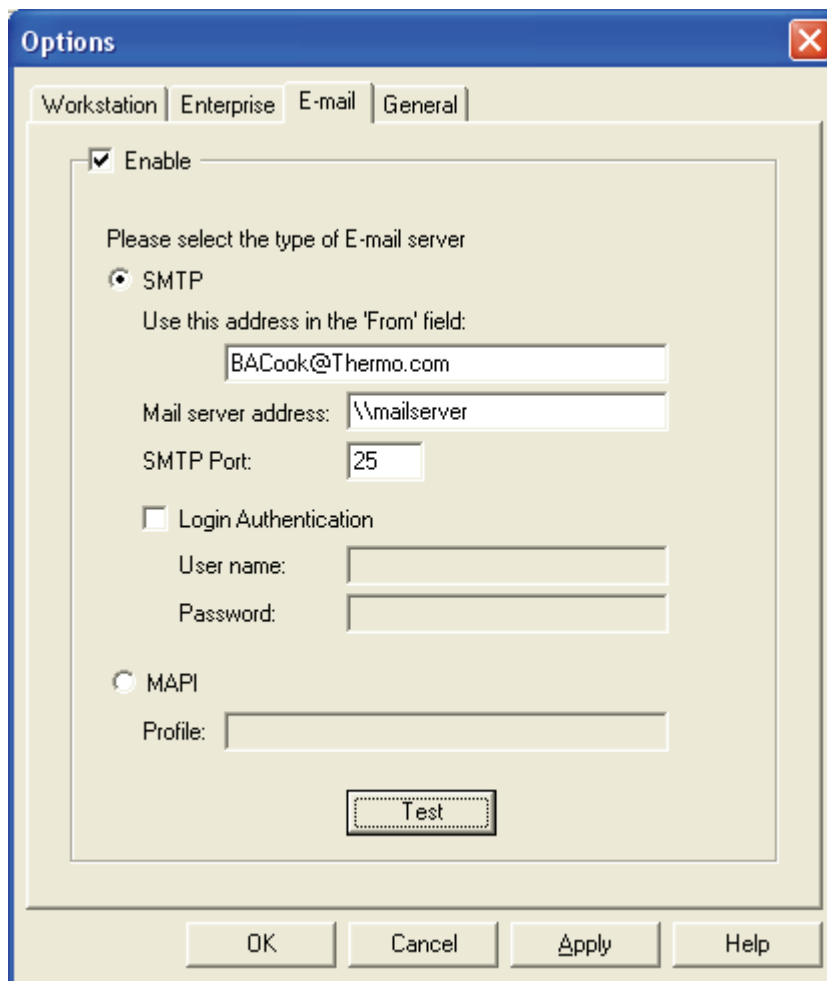 Options
Workstation Enterprise E-mail General
Enable
Please select the type of E-mail server
SMTP
Use this address in the 'From' field:
BACook@Thermo.com
Mail server address: \\mailserver
SMTP Port: 25
Login Authentication
User name:
Password:
MAPI
Profile:
Test
OK Cancel Apply Help